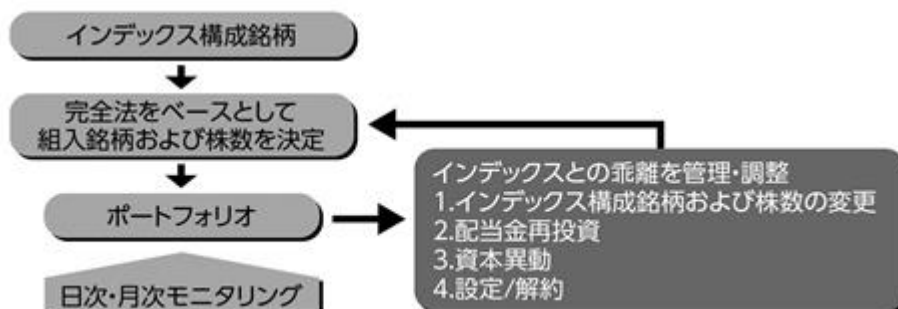 インデックス構成銘柄
完全法をベースとして
組入銘柄および株数を決定
ポートフォリオ
日次・月次モニタリング
インデックスとの乖離を管理・調整
1.インデックス構成銘柄および株数の変更
2.配当金再投資
3.資本異動
4.設定/解約